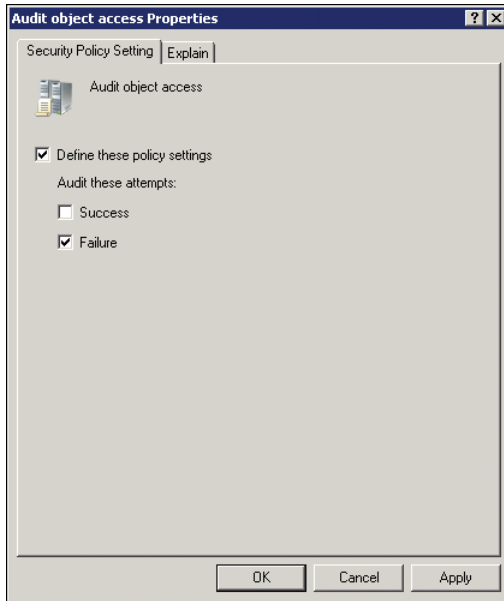 Audit object access Properties
Security Policy Setting Explain
Audit object access
Define these policy settings
Audit these attempts:
Success
Failure
OK Cancel Apply